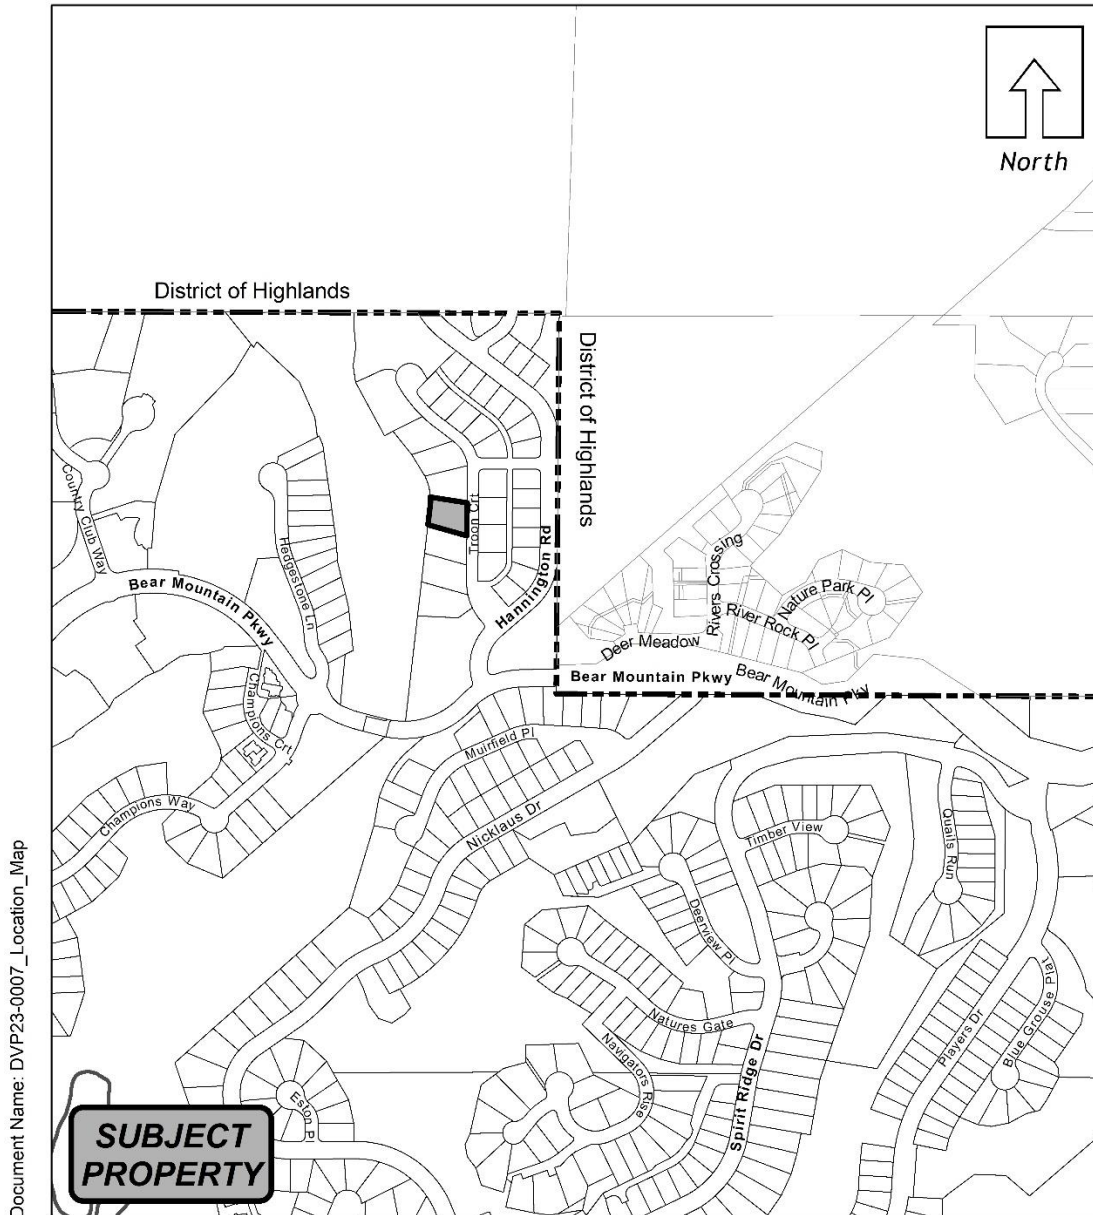 North
District of Highlands
District of Highlands
Country Club Way
Hedgestone Ln
Troon Crt
Hannington Rd
Bear Mountain Pkwy
Rivers Crossing
Nature Park Pl
River Rock Pl
Deer Meadow
Bear Mountain Pkwy
Bear Mountain Pky
Champions Crt
Muirfield Pl
Champions Way
Nicklaus Dr
Timber View
Quails Run
Deerview Pl
Natures Gate
Navigators Rise
Spirit Ridge Dr
Players Dr
Blue Grouse Plat
Eston Pl
SUBJECT
PROPERTY
Document Name: DVP23-0007_Location_Map